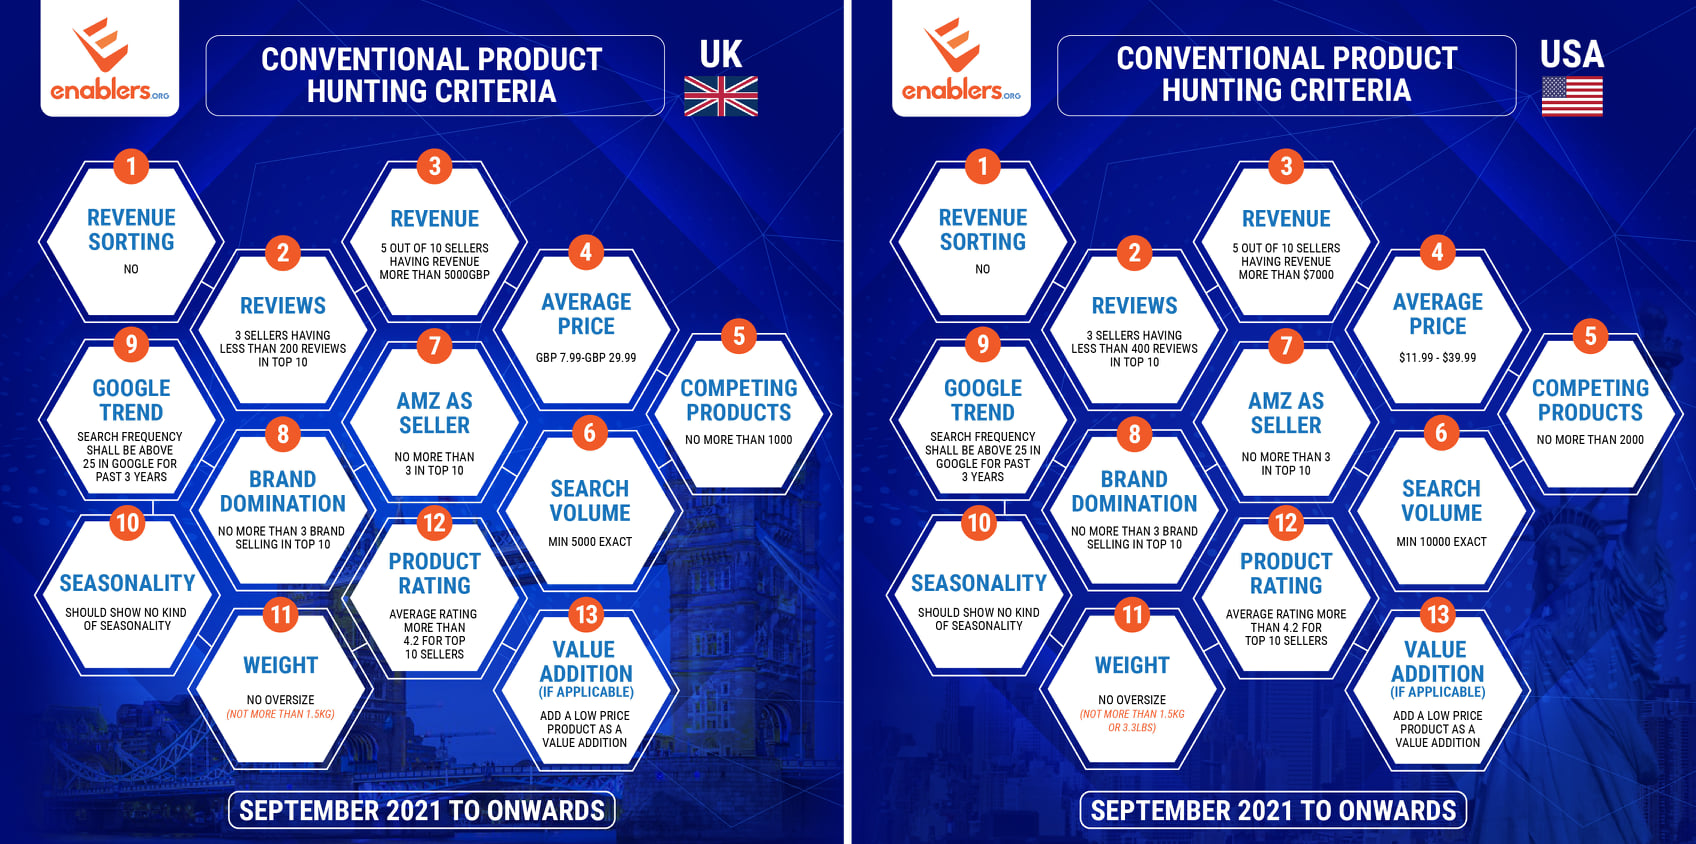 enablers.ORG
CONVENTIONAL PRODUCT
HUNTING CRITERIA
UK
1
REVENUE
SORTING
NO
2
REVIEWS
3 SELLERS HAVING
LESS THAN 200 REVIEWS
IN TOP 10
3
REVENUE
5 OUT OF 10 SELLERS
HAVING REVENUE
MORE THAN 5000GBP
4
AVERAGE
PRICE
GBP 7.99-GBP 29.99
5
COMPETING
PRODUCTS
NO MORE THAN 1000
6
SEARCH
VOLUME
MIN 5000 EXACT
7
AMZ AS
SELLER
NO MORE THAN
3 IN TOP 10
8
BRAND
DOMINATION
NO MORE THAN 3 BRAND
SELLING IN TOP 10
9
GOOGLE
TREND
SEARCH FREQUENCY
SHALL BE ABOVE
25 IN GOOGLE FOR
PAST 3 YEARS
10
SEASONALITY
SHOULD SHOW NO KIND
OF SEASONALITY
11
WEIGHT
NO OVERSIZE
(NOT MORE THAN 1.5KG)
12
PRODUCT
RATING
AVERAGE RATING
MORE THAN
4.2 FOR TOP
10 SELLERS
13
VALUE
ADDITION
(IF APPLICABLE)
ADD A LOW PRICE
PRODUCT AS A
VALUE ADDITION
SEPTEMBER 2021 TO ONWARDS
enablers.ORG
CONVENTIONAL PRODUCT
HUNTING CRITERIA
USA
1
REVENUE
SORTING
NO
2
REVIEWS
3 SELLERS HAVING
LESS THAN 400 REVIEWS
IN TOP 10
3
REVENUE
5 OUT OF 10 SELLERS
HAVING REVENUE
MORE THAN $7000
4
AVERAGE
PRICE
$11.99 - $39.99
5
COMPETING
PRODUCTS
NO MORE THAN 2000
6
SEARCH
VOLUME
MIN 10000 EXACT
7
AMZ AS
SELLER
NO MORE THAN 3
IN TOP 10
8
BRAND
DOMINATION
NO MORE THAN 3 BRAND
SELLING IN TOP 10
9
GOOGLE
TREND
SEARCH FREQUENCY
SHALL BE ABOVE 25 IN
GOOGLE FOR PAST
3 YEARS
10
SEASONALITY
SHOULD SHOW NO KIND
OF SEASONALITY
11
WEIGHT
NO OVERSIZE
(NOT MORE THAN 1.5KG
OR 3.3LBS)
12
PRODUCT
RATING
AVERAGE RATING MORE
THAN 4.2 FOR
TOP 10 SELLERS
13
VALUE
ADDITION
(IF APPLICABLE)
ADD A LOW PRICE
PRODUCT AS A
VALUE ADDITION
SEPTEMBER 2021 TO ONWARDS